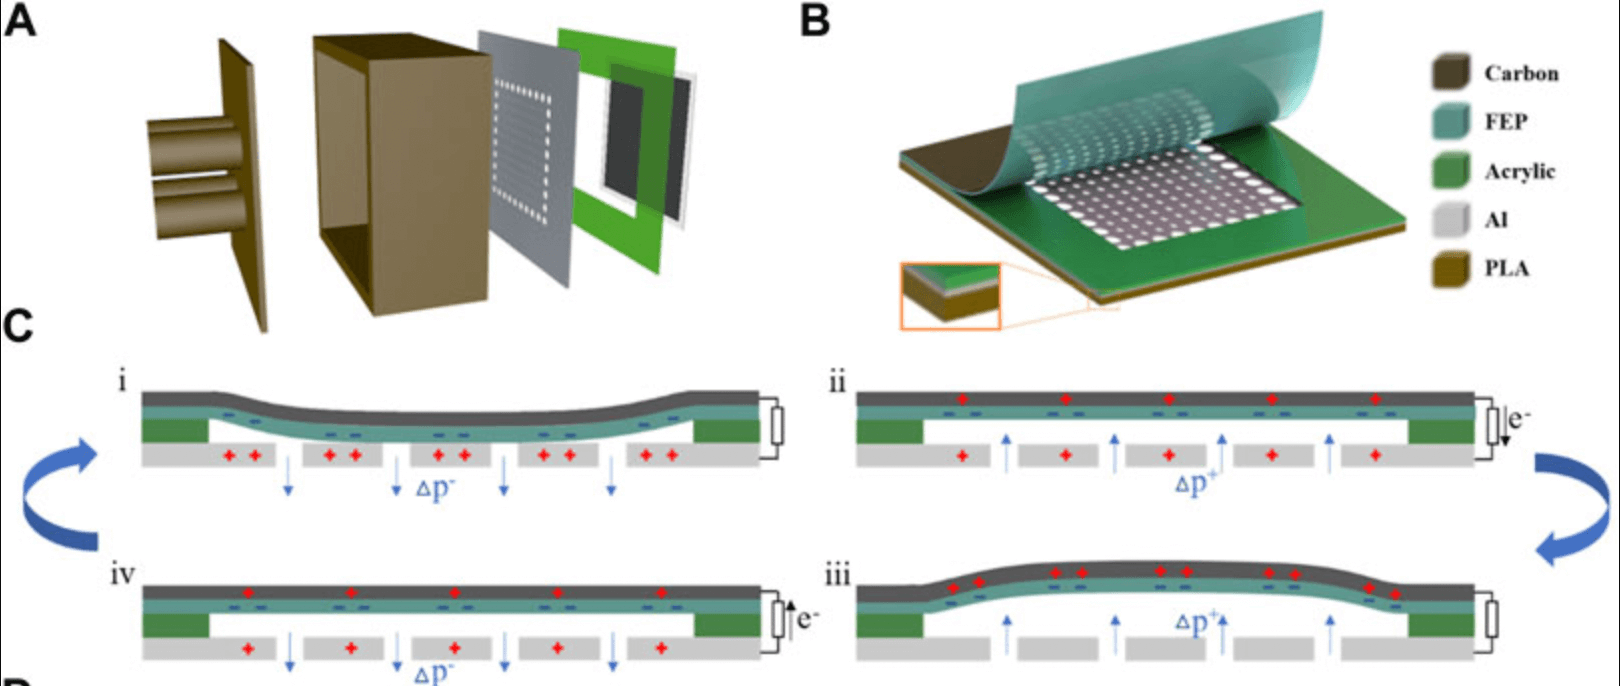 A
B
Carbon
FEP
Acrylic
Al
PLA
C
i
Δp-
ii
e-
Δp+
iv
e-
Δp-
iii
Δp+